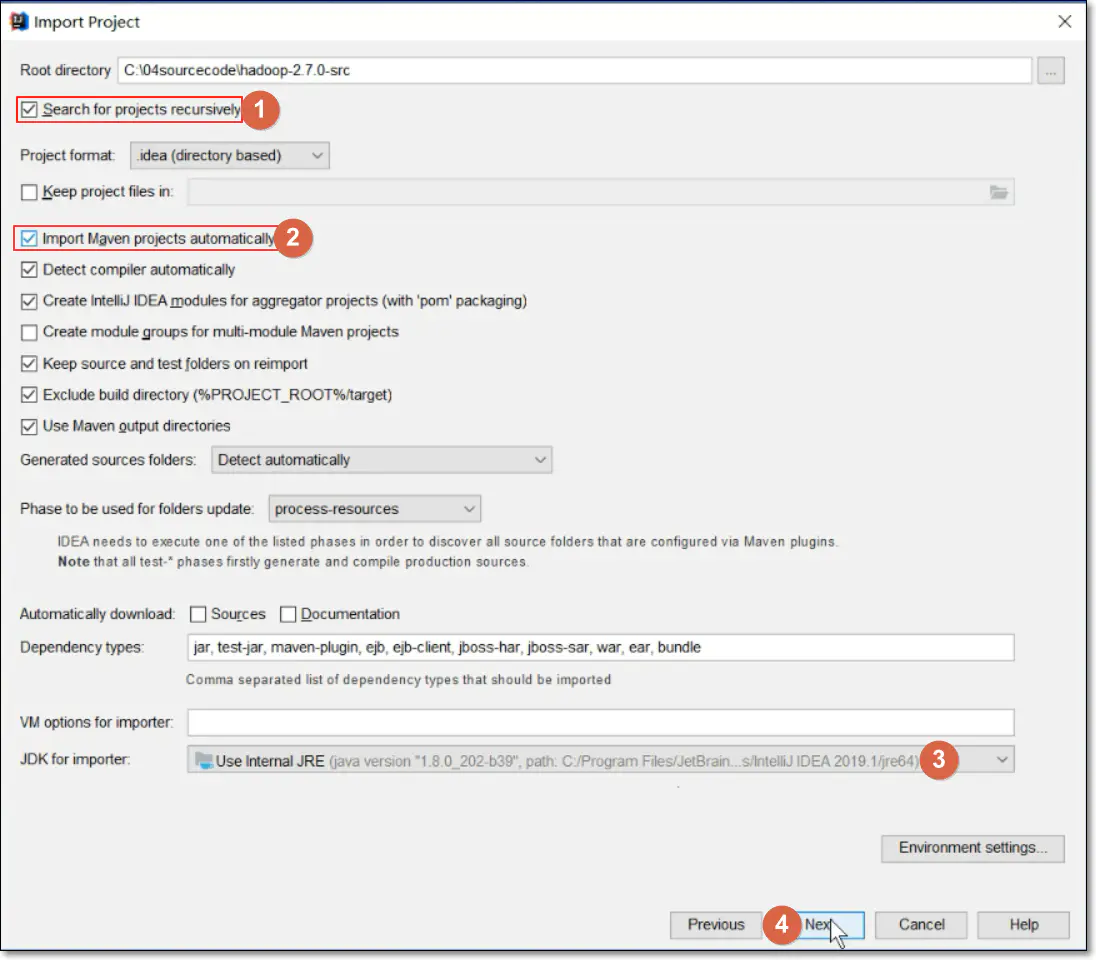 Import Project
Root directory C:\04sourcecode\hadoop-2.7.0-src ...
Search for projects recursively 1
Project format: .idea (directory based)
Keep project files in:
Import Maven projects automatically 2
Detect compiler automatically
Create IntelliJ IDEA modules for aggregator projects (with 'pom' packaging)
Create module groups for multi-module Maven projects
Keep source and test folders on reimport
Exclude build directory (%PROJECT_ROOT%/target)
Use Maven output directories
Generated sources folders: Detect automatically
Phase to be used for folders update: process-resources
IDEA needs to execute one of the listed phases in order to discover all source folders that are configured via Maven plugins.
Note that all test-* phases firstly generate and compile production sources.
Automatically download: Sources Documentation
Dependency types: jar, test-jar, maven-plugin, ejb, ejb-client, jboss-har, jboss-sar, war, ear, bundle
Comma separated list of dependency types that should be imported
VM options for importer:
JDK for importer: Use Internal JRE (java version "1.8.0_202-b39", path: C:/Program Files/JetBrain...s/IntelliJ IDEA 2019.1/jre64) 3
Environment settings...
Previous 4 Next Cancel Help